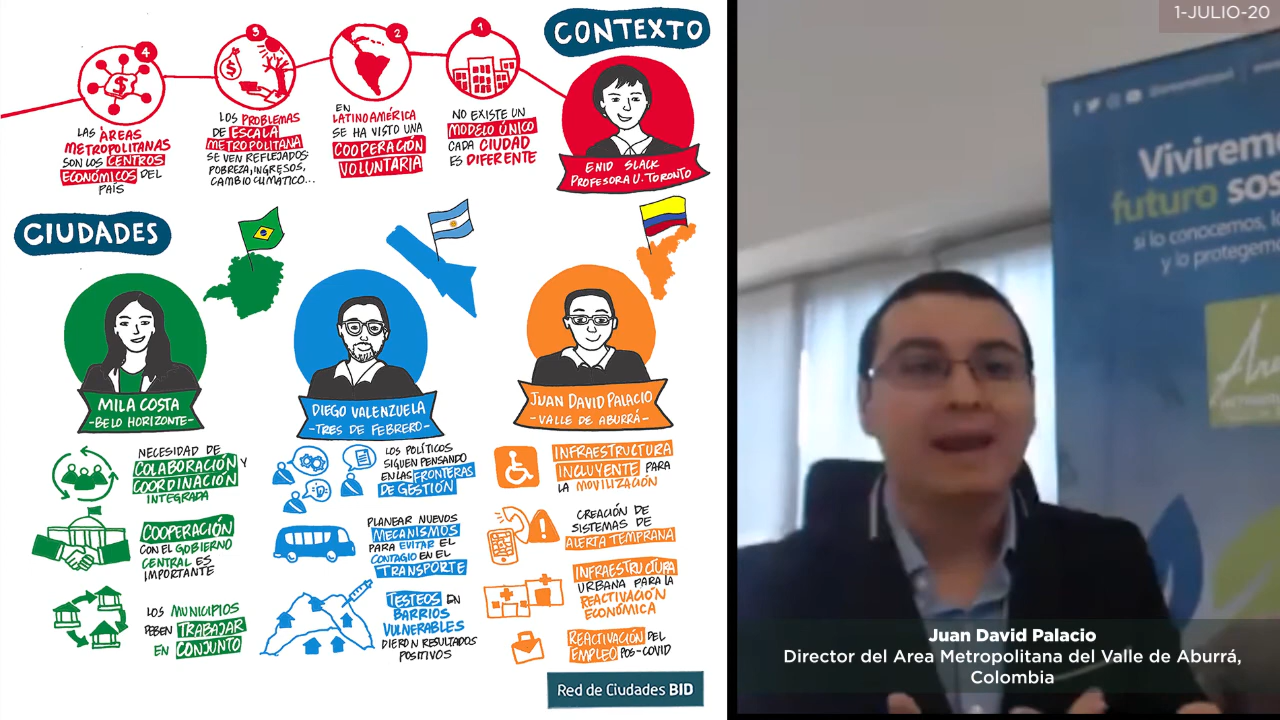 CONTEXTO
4
3
2
1
LAS ÁREAS
METROPOLITANAS
SON LOS CENTROS
ECONÓMICOS DEL
PAÍS
LOS PROBLEMAS
DE ESCALA
METROPOLITANA
SE VEN REFLEJADOS:
POBREZA, INGRESOS,
CAMBIO CLIMATICO...
EN
LATINOAMÉRICA
SE HA VISTO UNA
COOPERACIÓN
VOLUNTARIA
NO EXISTE UN
MODELO ÚNICO
CADA CIUDAD
ES DIFERENTE
ENID SLACK
PROFESORA U. TORONTO
CIUDADES
MILA COSTA
-BELO HORIZONTE-
NECESIDAD DE
COLABORACIÓN Y
COORDINACIÓN
INTEGRADA
COOPERACIÓN
CON EL GOBIERNO
CENTRAL ES
IMPORTANTE
LOS MUNICIPIOS
DEBEN TRABAJAR
EN CONJUNTO
DIEGO VALENZUELA
-TRES DE FEBRERO-
LOS POLÍTICOS
SIGUEN PENSANDO
EN LAS FRONTERAS
DE GESTIÓN
PLANEAR NUEVOS
MECANISMOS
PARA EVITAR EL
CONTAGIO EN EL
TRANSPORTE
TESTEOS EN
BARRIOS
VULNERABLES
DIERON RESULTADOS
POSITIVOS
JUAN DAVID PALACIO
-VALLE DE ABURRÁ-
INFRAESTRUCTURA
INCLUYENTE PARA
LA MOVILIZACIÓN
CREACIÓN DE
SISTEMAS DE
ALERTA TEMPRANA
INFRAESTRUCTURA
URBANA PARA LA
REACTIVACIÓN
ECONÓMICA
REACTIVACIÓN DEL
EMPLEO POS-COVID
Red de Ciudades BID
1-JULIO-20
Viviremo
futuro sos
si lo conocemos, l
y lo protegem
Ár
Juan David Palacio
Director del Area Metropolitana del Valle de Aburrá,
Colombia